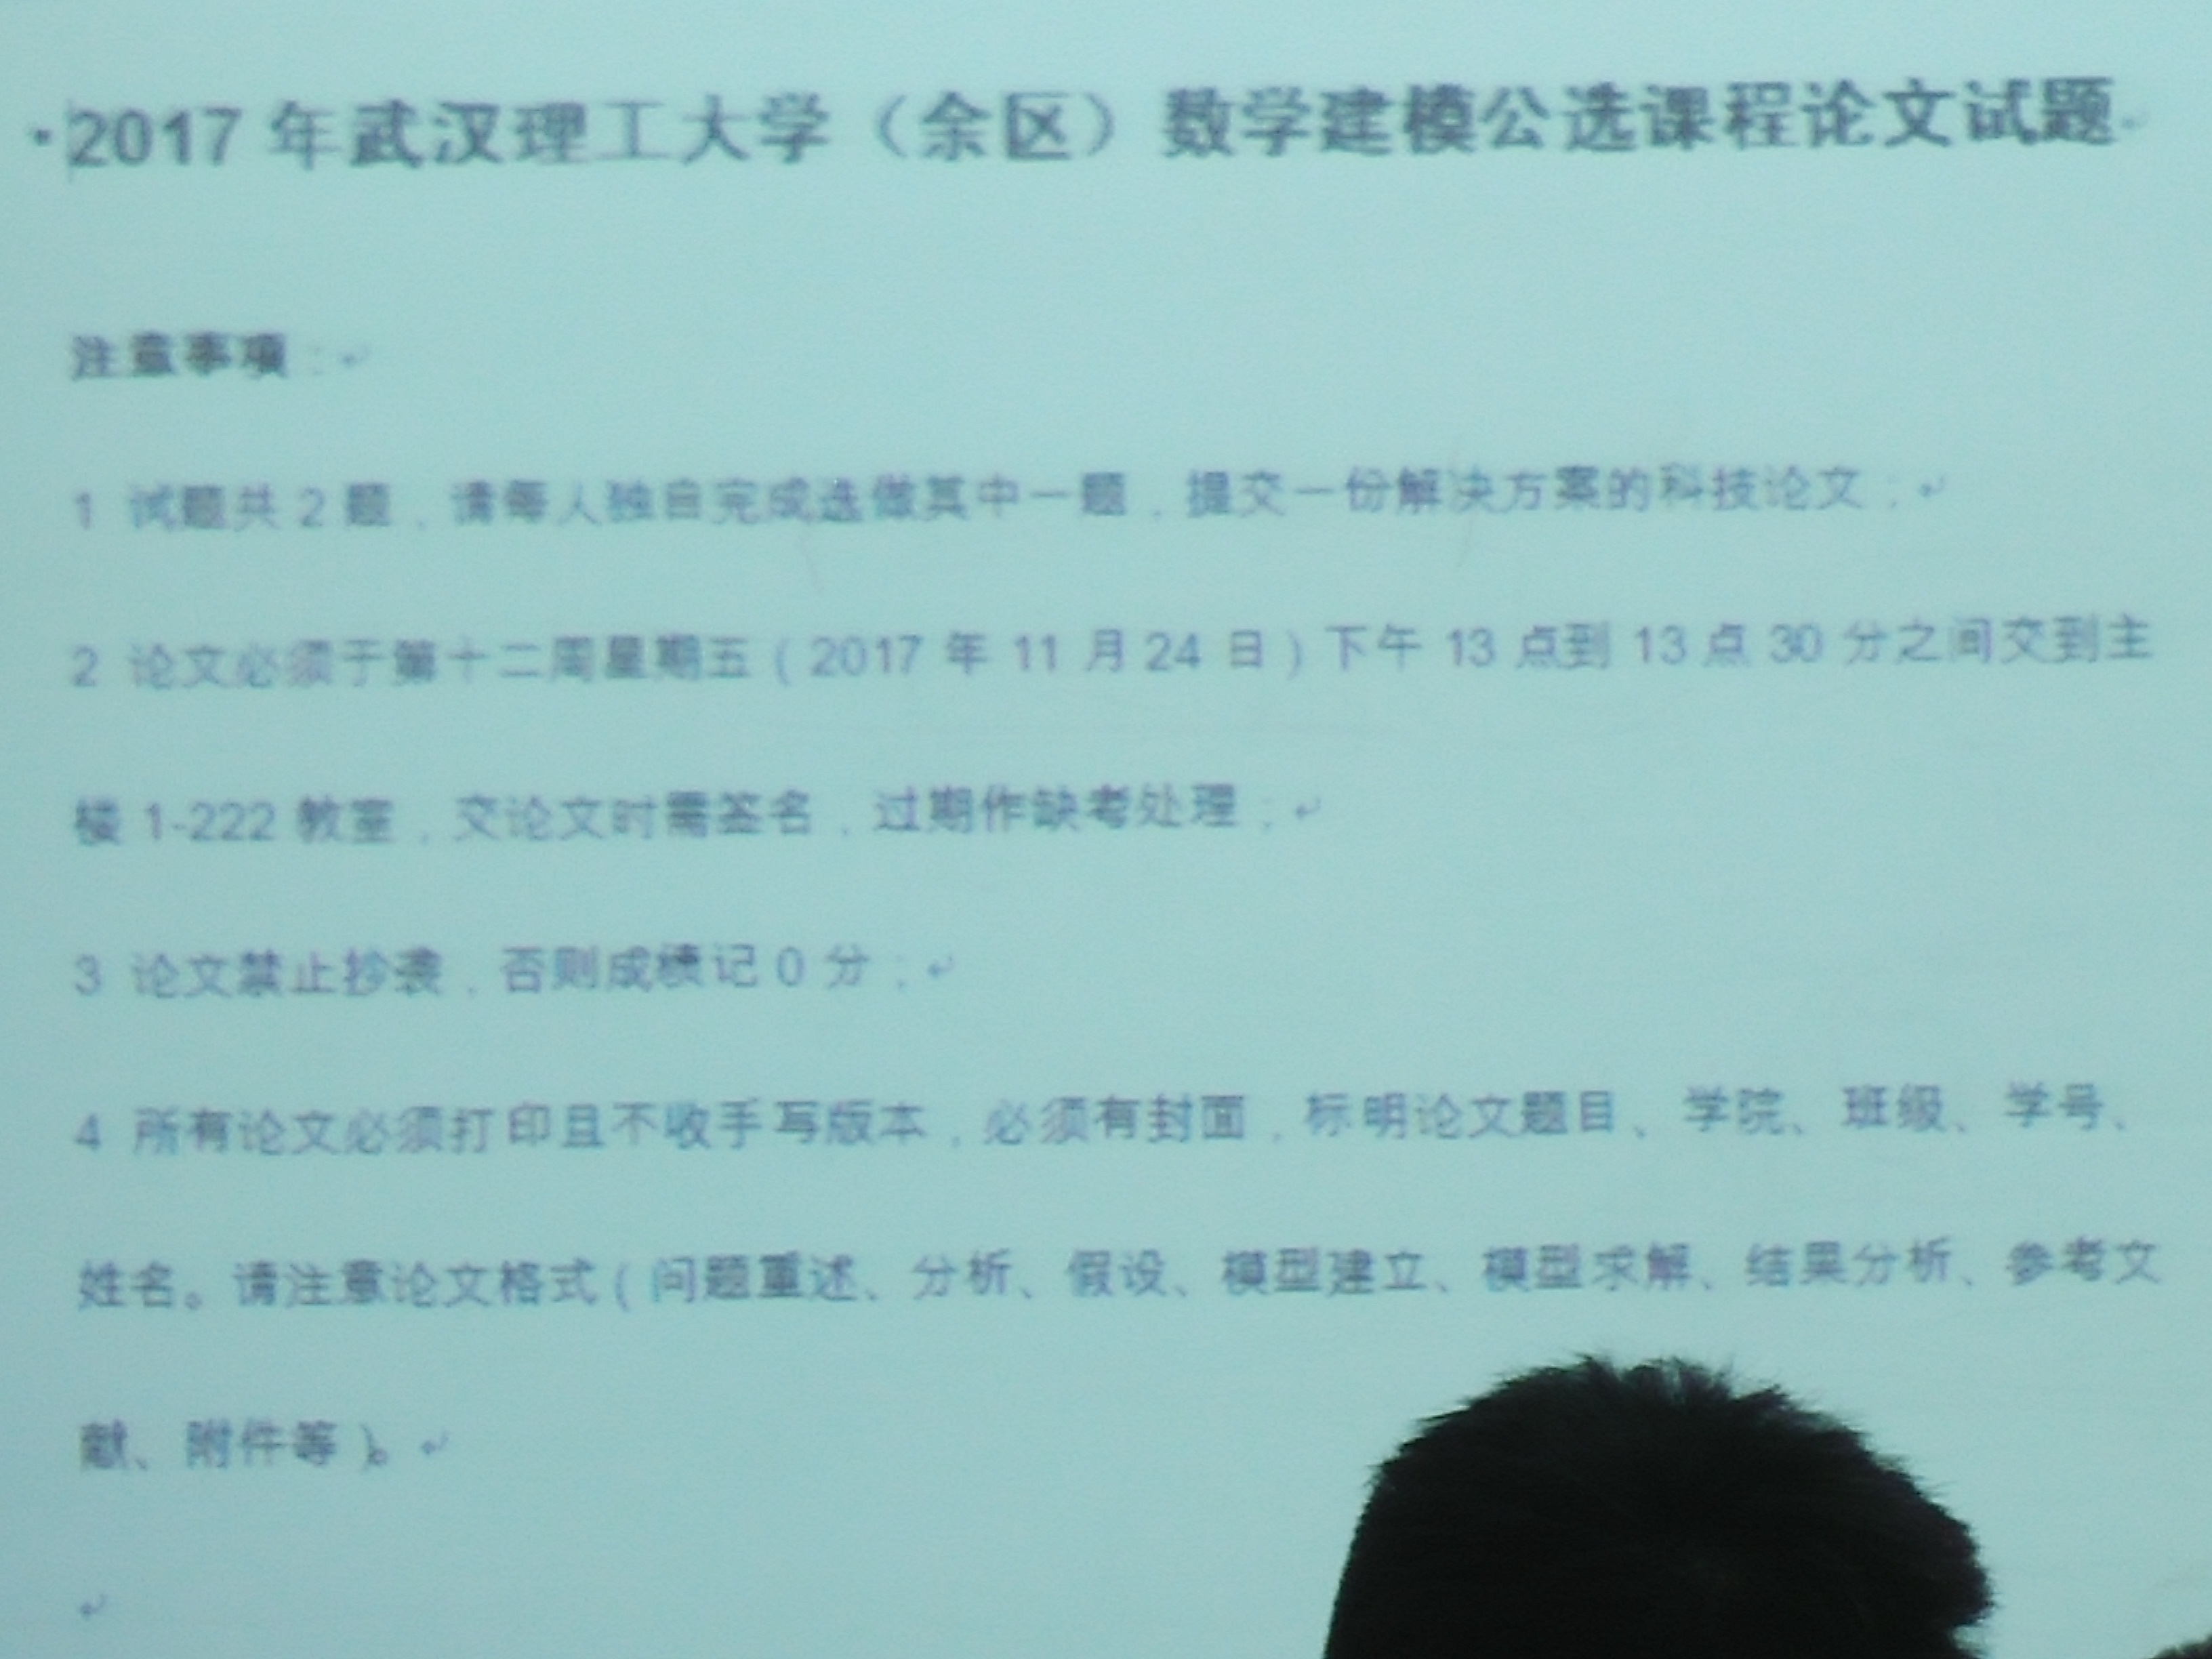 2017 年武汉理工大学（余区）数学建模公选课程论文试题
注意事项：
1 试题共 2 题，请每人独自完成选做其中一题，提交一份解决方案的科技论文；
2 论文必须于第十二周星期五（2017 年 11 月 24 日）下午 13 点到 13 点 30 分之间交到主
楼 1-222 教室，交论文时需签名，过期作缺考处理；
3 论文禁止抄袭，否则成绩记 0 分；
4 所有论文必须打印且不收手写版本，必须有封面，标明论文题目、学院、班级、学号、
姓名。请注意论文格式（问题重述、分析、假设、模型建立、模型求解、结果分析、参考文
献、附件等）。